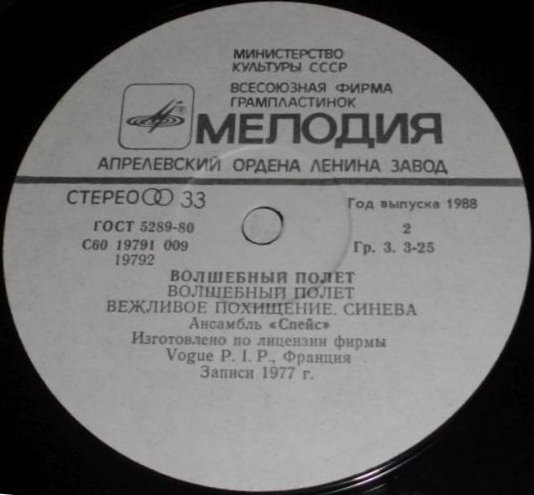 МИНИСТЕРСТВО
КУЛЬТУРЫ СССР
ВСЕСОЮЗНАЯ ФИРМА
ГРАМПЛАСТИНОК
МЕЛОДИЯ
АПРЕЛЕВСКИЙ ОРДЕНА ЛЕНИНА ЗАВОД
СТЕРЕО 33
Год выпуска 1988
ГОСТ 5289-80
2
С60 19791 009
Гр. 3. 3-25
19792
ВОЛШЕБНЫЙ ПОЛЕТ
ВОЛШЕБНЫЙ ПОЛЕТ
ВЕЖЛИВОЕ ПОХИЩЕНИЕ. СИНЕВА
Ансамбль «Спейс»
Изготовлено по лицензии фирмы
Vogue P. I. P., Франция
Записи 1977 г.